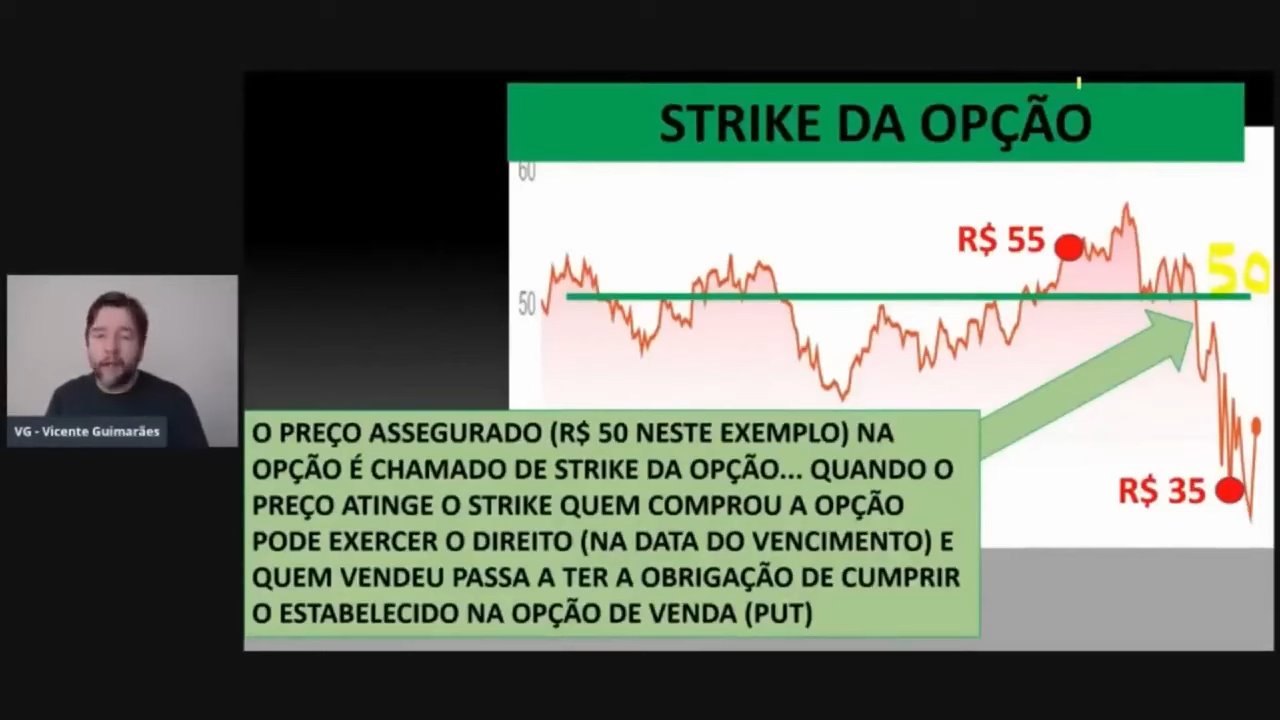 STRIKE DA OPÇÃO
60
R$ 55
50
50
R$ 35
VG - Vicente Guimarães
O PREÇO ASSEGURADO (R$ 50 NESTE EXEMPLO) NA
OPÇÃO É CHAMADO DE STRIKE DA OPÇÃO... QUANDO O
PREÇO ATINGE O STRIKE QUEM COMPROU A OPÇÃO
PODE EXERCER O DIREITO (NA DATA DO VENCIMENTO) E
QUEM VENDEU PASSA A TER A OBRIGAÇÃO DE CUMPRIR
O ESTABELECIDO NA OPÇÃO DE VENDA (PUT)